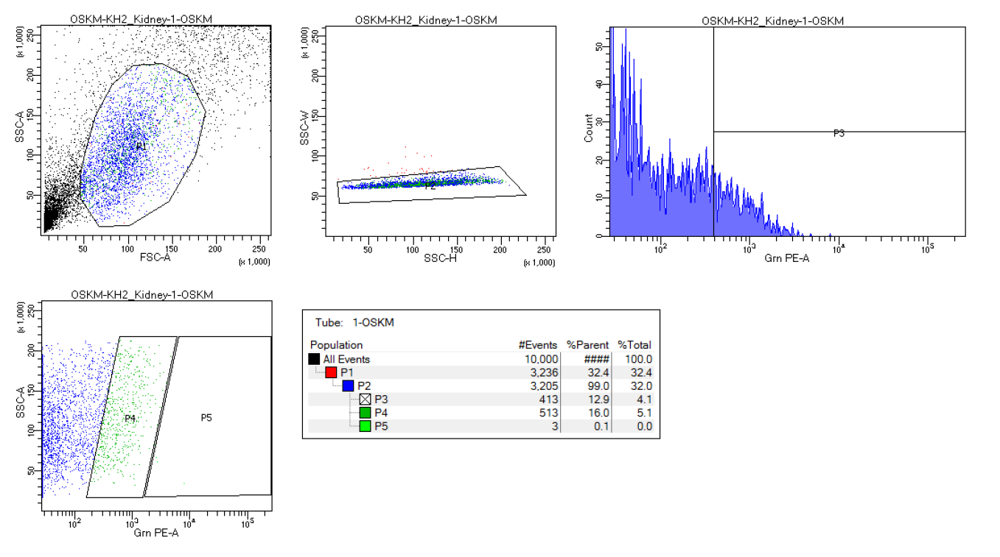 OSKM-KH2_Kidney-1-OSKM
(x 1,000)
SSC-A
250
200
150
100
50
P1
50 100 150 200 250
FSC-A
(x 1,000)
OSKM-KH2_Kidney-1-OSKM
(x 1,000)
SSC-W
250
200
150
100
50
P2
50 100 150 200 250
SSC-H
(x 1,000)
OSKM-KH2_Kidney-1-OSKM
Count
50
40
30
20
10
0
P3
10² 10³ 10⁴ 10⁵
Grn PE-A
OSKM-KH2_Kidney-1-OSKM
(x 1,000)
SSC-A
250
200
150
100
50
P4 P5
10² 10³ 10⁴ 10⁵
Grn PE-A
Tube: 1-OSKM
Population #Events %Parent %Total
All Events 10,000 #### 100.0
P1 3,236 32.4 32.4
P2 3,205 99.0 32.0
P3 413 12.9 4.1
P4 513 16.0 5.1
P5 3 0.1 0.0